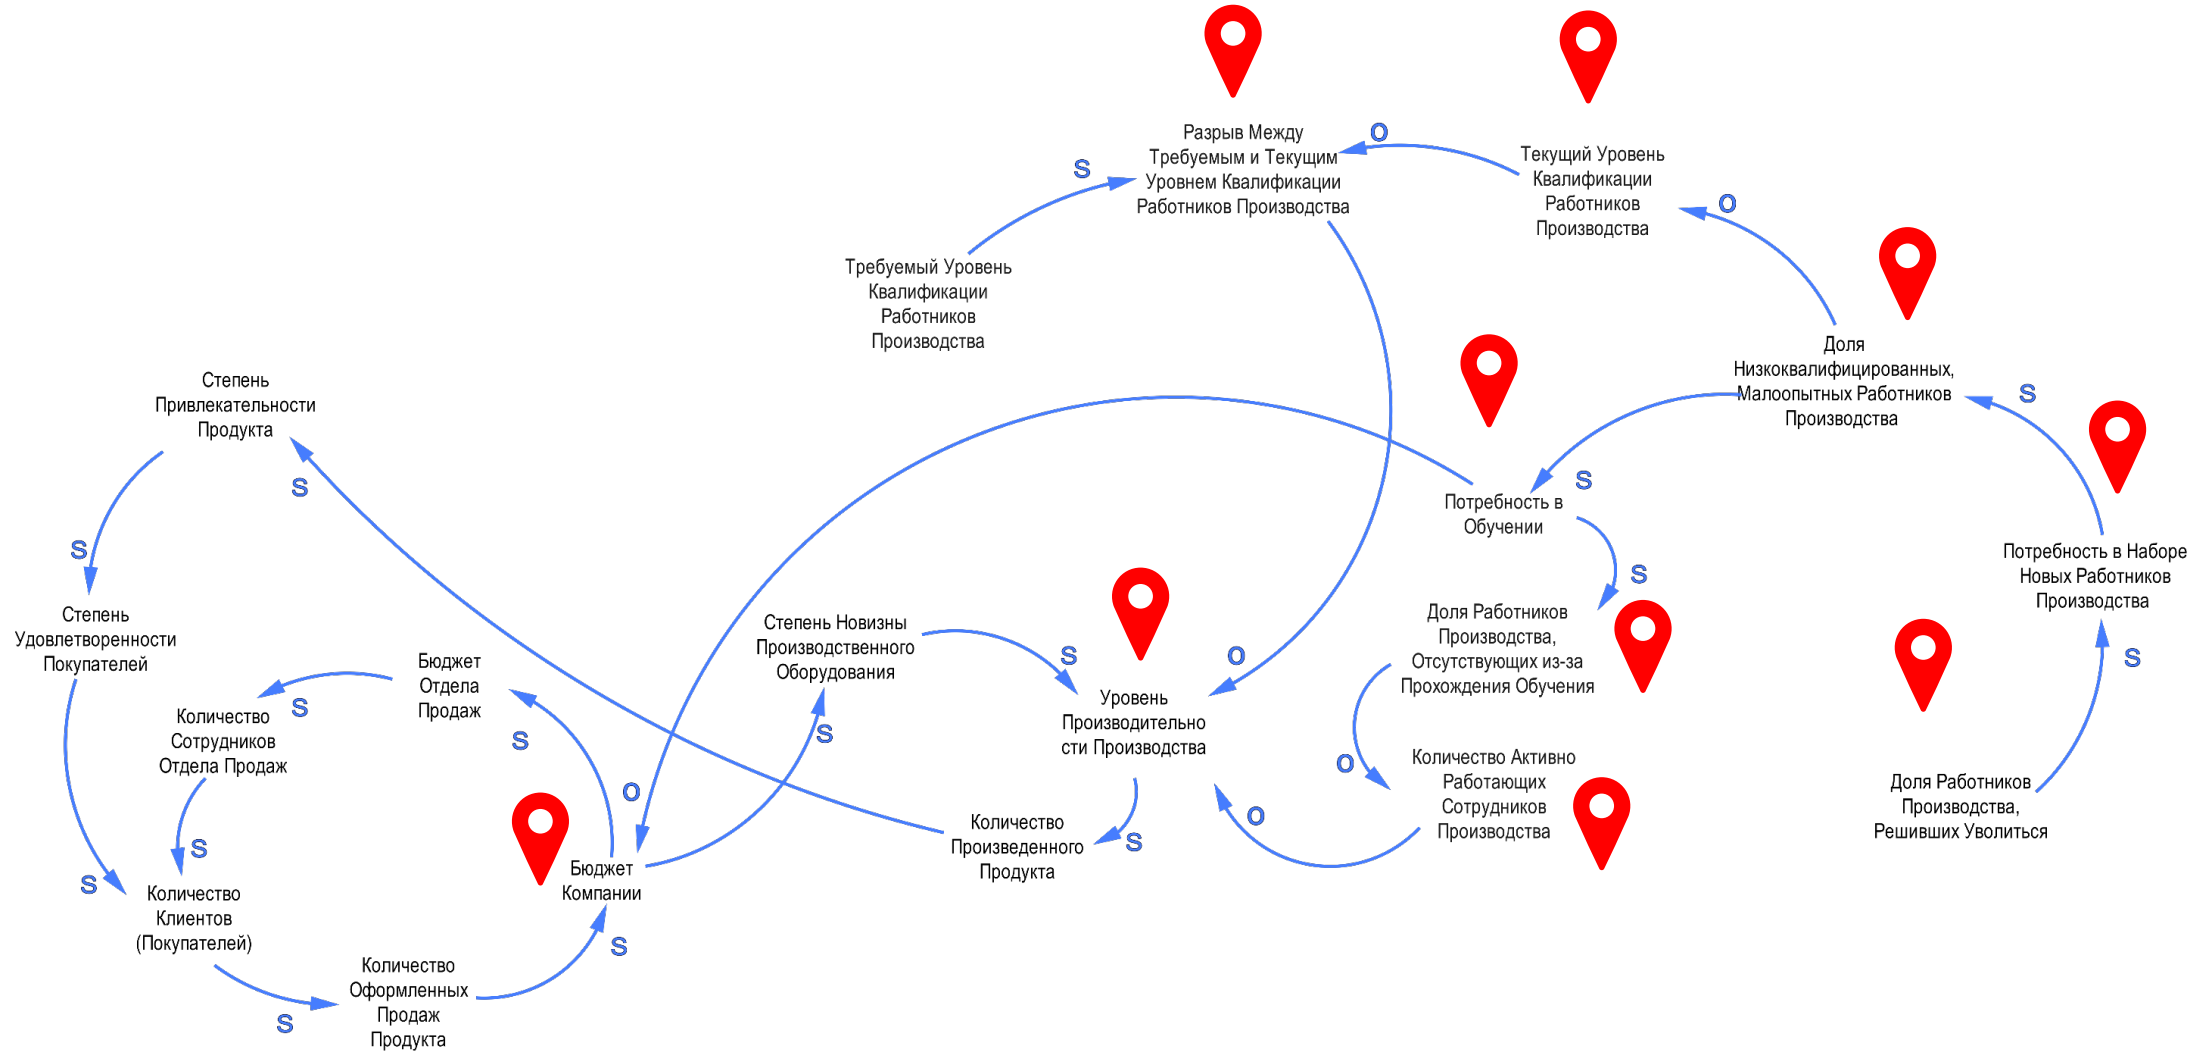 Разрыв Между
Требуемым и Текущим
Уровнем Квалификации
Работников Производства
O
Текущий Уровень
Квалификации
Работников
Производства
S
O
Требуемый Уровень
Квалификации
Работников
Производства
Доля
Низкоквалифицированных,
Малоопытных Работников
Производства
S
Степень
Привлекательности
Продукта
S
S
Потребность в
Обучении
S
Потребность в Наборе
Новых Работников
Производства
S
S
Степень
Удовлетворенности
Покупателей
Степень Новизны
Производственного
Оборудования
S
O
Доля Работников
Производства,
Отсутствующих из-за
Прохождения Обучения
Бюджет
Отдела
Продаж
S
S
S
Количество
Сотрудников
Отдела Продаж
Уровень
Производительно
сти Производства
O
O
Количество Активно
Работающих
Сотрудников
Производства
Доля Работников
Производства,
Решивших Уволиться
O
S
S
Количество
Произведенного
Продукта
S
S
Количество
Клиентов
(Покупателей)
Бюджет
Компании
S
S
Количество
Оформленных
Продаж
Продукта